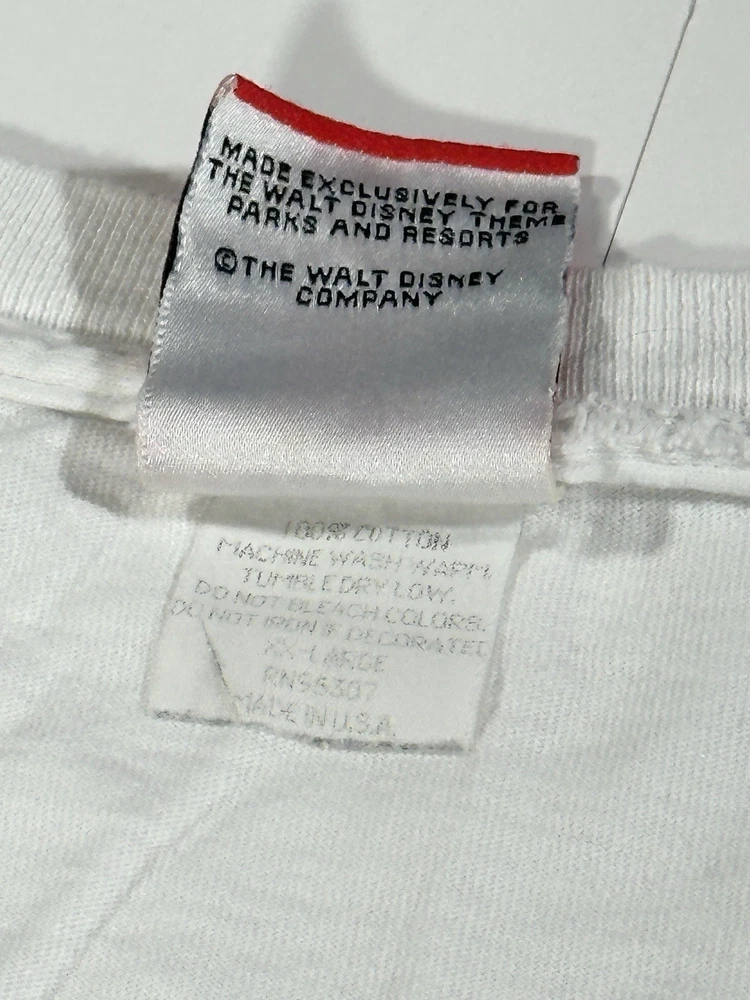 MADE EXCLUSIVELY FOR
THE WALT DISNEY THEME
PARKS AND RESORTS
©THE WALT DISNEY
COMPANY
100% COTTON
MACHINE WASH WARM.
TUMBLE DRY LOW.
DO NOT BLEACH COLORS.
DO NOT IRON IF DECORATED
XX-LARGE
MADE IN U.S.A.